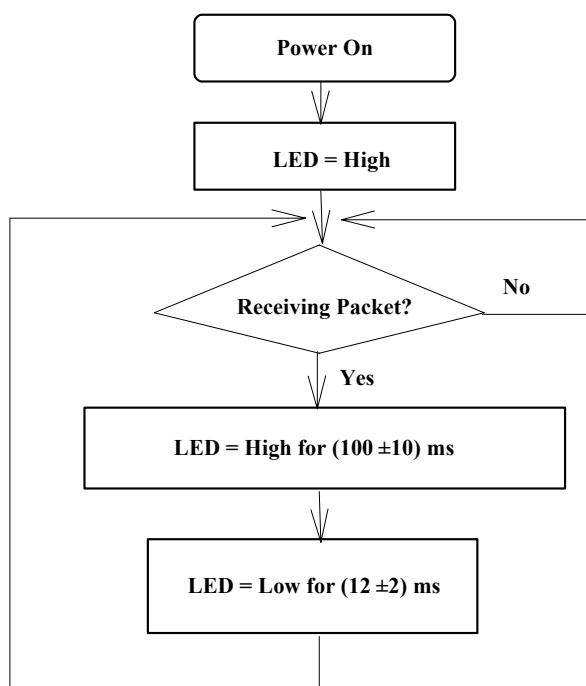 Power On
LED = High
Receiving Packet?
No
Yes
LED = High for (100 ±10) ms
LED = Low for (12 ±2) ms